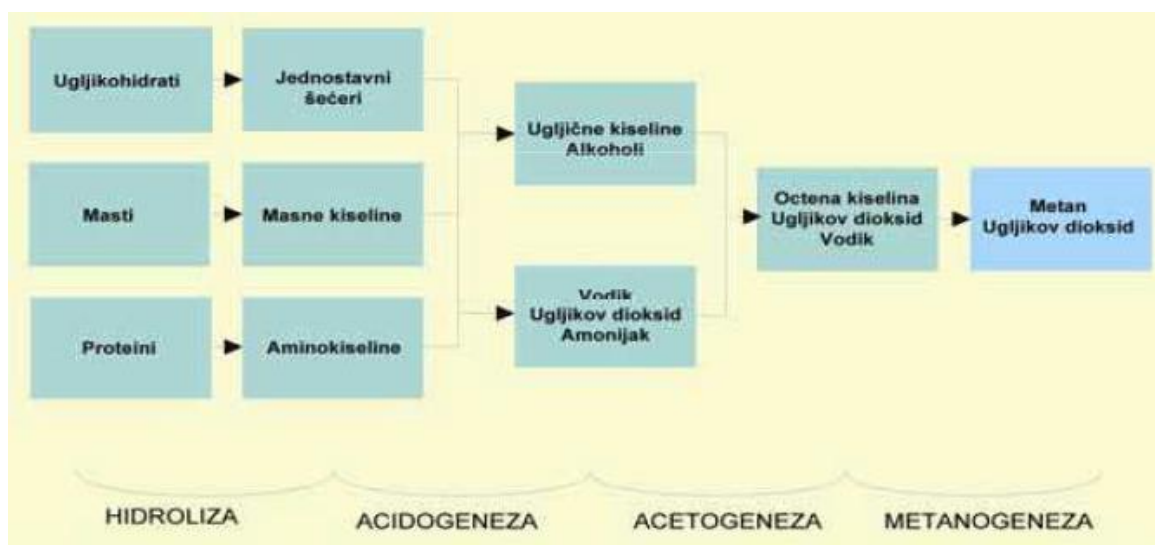 Ugljikohidrati
Jednostavni
šećeri
Masti
Masne kiseline
Proteini
Aminokiseline
Ugljične kiseline
Alkoholi
Vodik
Ugljikov dioksid
Amonijak
Octena kiselina
Ugljikov dioksid
Vodik
Metan
Ugljikov dioksid
HIDROLIZA
ACIDOGENEZA
ACETOGENEZA
METANOGENEZA